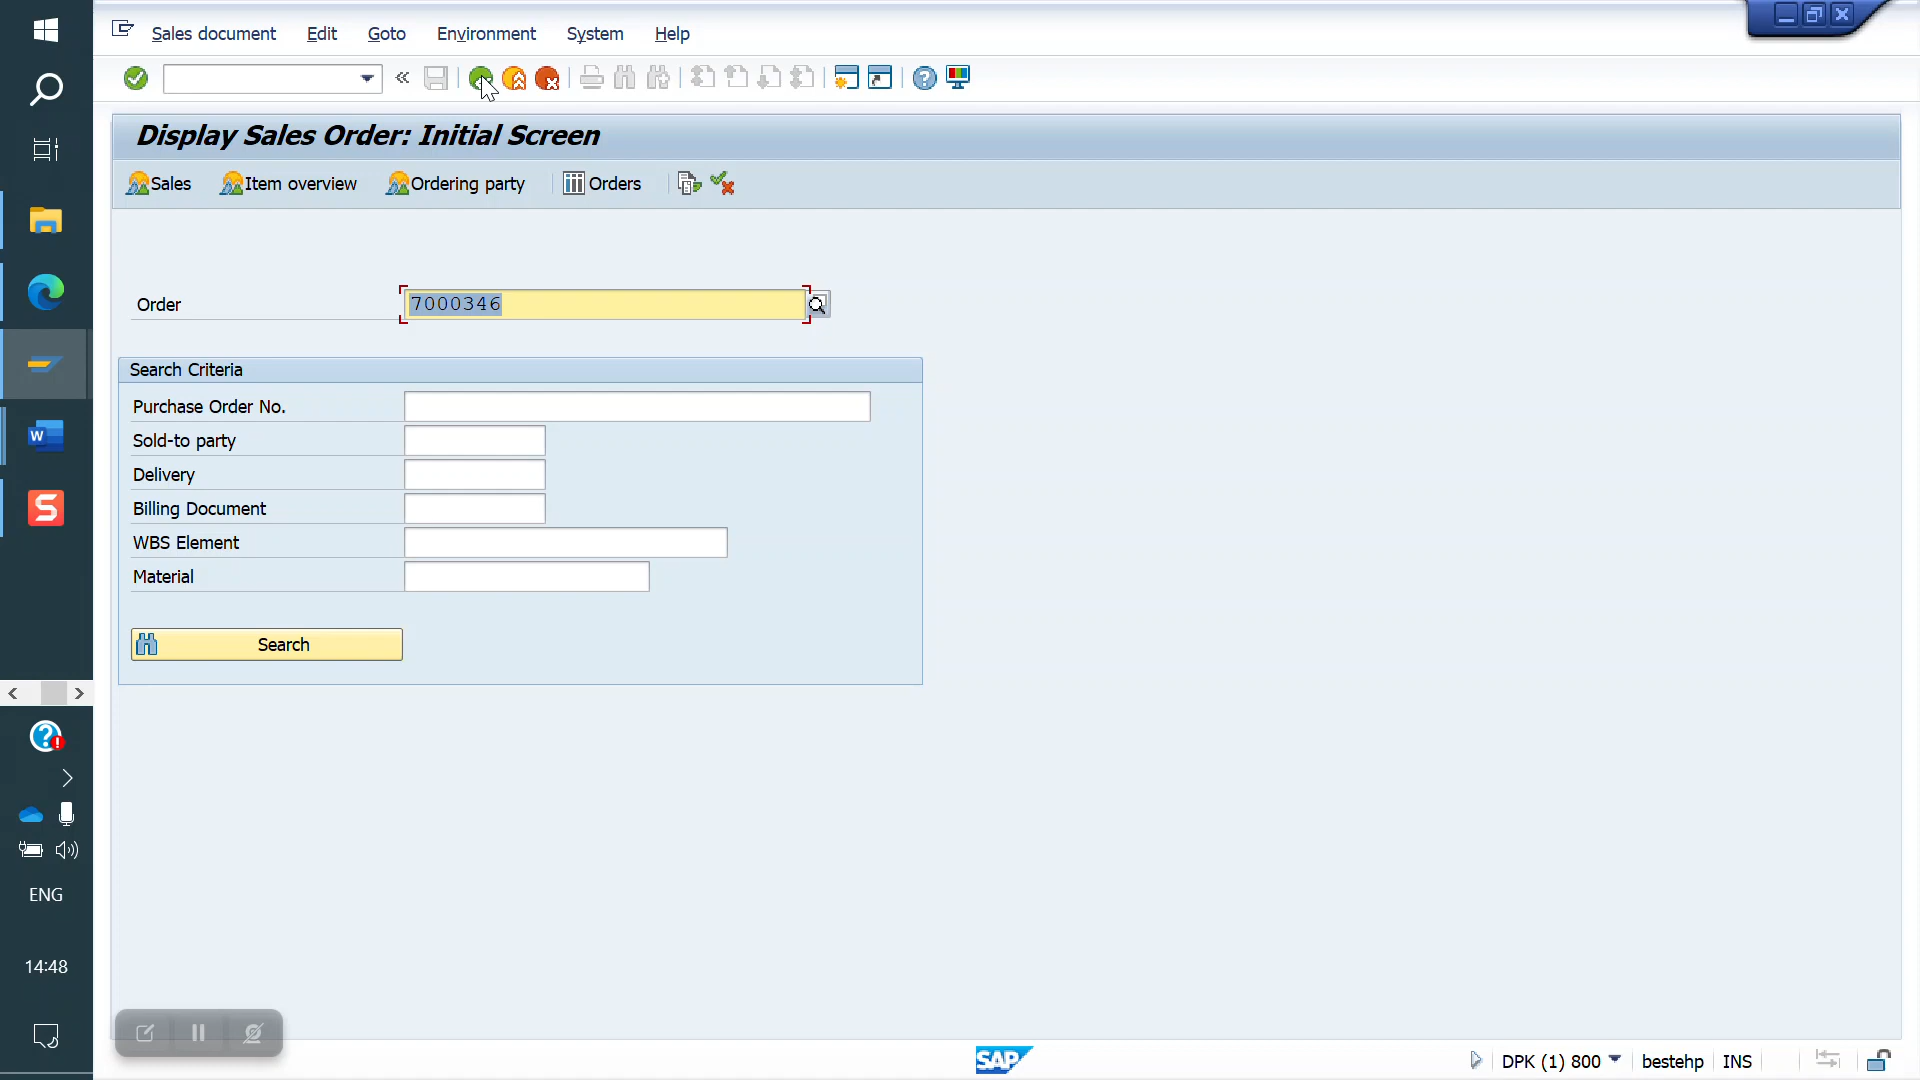 Sales document Edit Goto Environment System Help
Display Sales Order: Initial Screen
Sales Item overview Ordering party Orders
Order 7000346
Search Criteria
Purchase Order No.
Sold-to party
Delivery
Billing Document
WBS Element
Material
Search
W
S
ENG
14:48
SAP
DPK (1) 800 bestehp INS